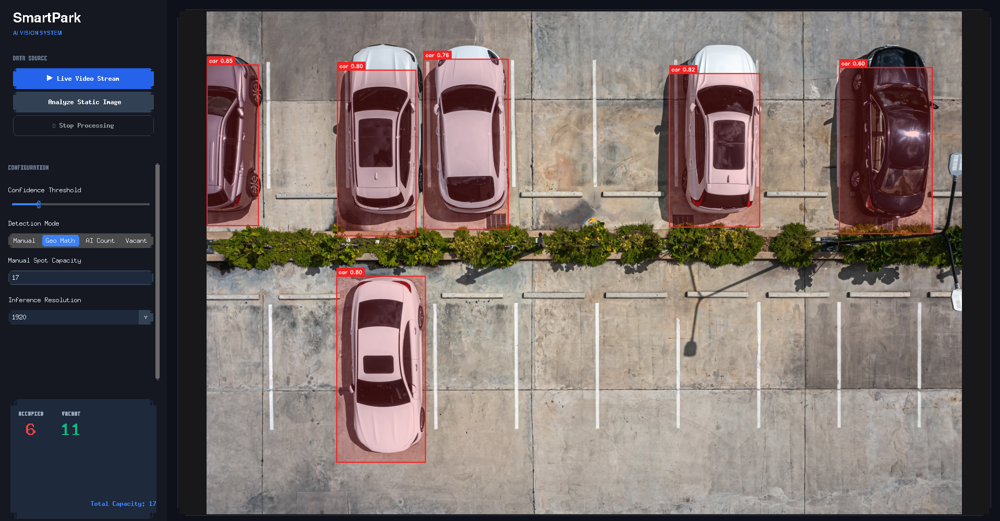 SmartPark
AI VISION SYSTEM
DATA SOURCE
▶ Live Video Stream
Analyze Static Image
Stop Processing
CONFIGURATION
Confidence Threshold
Detection Mode
Manual Geo Math AI Count Vacant
Manual Spot Capacity
17
Inference Resolution
1920
OCCUPIED VACANT
6 11
Total Capacity: 17
car 0.85
car 0.80
car 0.76
car 0.82
car 0.60
car 0.80